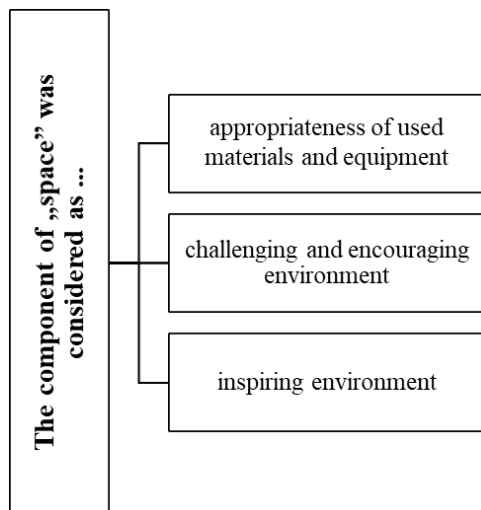 The component of „space” was
considered as ...
appropriateness of used
materials and equipment
challenging and encouraging
environment
inspiring environment